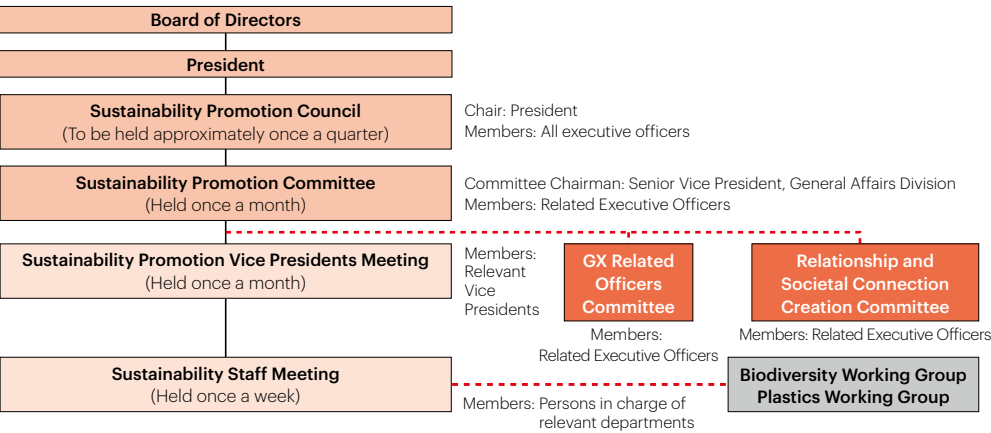 Board of Directors
President
Sustainability Promotion Council
(To be held approximately once a quarter)
Chair: President
Members: All executive officers
Sustainability Promotion Committee
(Held once a month)
Committee Chairman: Senior Vice President, General Affairs Division
Members: Related Executive Officers
Sustainability Promotion Vice Presidents Meeting
(Held once a month)
Members:
Relevant
Vice
Presidents
GX Related
Officers
Committee
Members:
Related Executive Officers
Relationship and
Societal Connection
Creation Committee
Members: Related Executive Officers
Sustainability Staff Meeting
(Held once a week)
Members: Persons in charge of
relevant departments
Biodiversity Working Group
Plastics Working Group